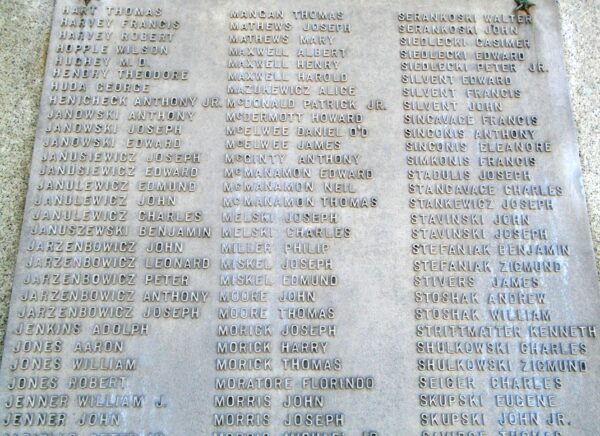 HART THOMAS
HARVEY FRANCIS
HARVEY ROBERT
HOPPLE WILSON
HUGHEY M.D.
HENDRY THEODORE
HUDA GEORGE
HENICHECK ANTHONY JR.
JANOWSKI ANTHONY
JANOWSKI JOSEPH
JANOWSKI EDWARD
JANUSIEWICZ JOSEPH
JANUSIEWICZ EDWARD
JANULEWICZ EDMUND
JANULEWICZ JOHN
JANULEWICZ CHARLES
JANUSZEWSKI BENJAMIN
JARZENBOWICZ JOHN
JARZENBOWICZ LEONARD
JARZENBOWICZ PETER
JARZENBOWICZ ANTHONY
JARZENBOWICZ JOSEPH
JENKINS ADOLPH
JONES AARON
JONES WILLIAM
JONES ROBERT
JENNER WILLIAM J.
JENNER JOHN
MANGAN THOMAS
MATHEWS JOSEPH
MATHEWS MARY
MAXWELL ALBERT
MAXWELL HENRY
MAXWELL HAROLD
MAZUKEWICZ ALICE
McDONALD PATRICK JR.
McDERMOTT HOWARD
McELWEE DANIEL O'D
McELWEE JAMES
McGINTY ANTHONY
McMANAMON EDWARD
McMANAMON NEIL
McMANAMON THOMAS
MELSKI JOSEPH
MELSKI CHARLES
MILLER PHILIP
MISKEL JOSEPH
MISKEL EDMUND
MOORE JOHN
MOORE THOMAS
MORICK JOSEPH
MORICK HARRY
MORICK THOMAS
MORATORE FLORINDO
MORRIS JOHN
MORRIS JOSEPH
SERANKOSKI WALTER
SERANKOSKI JOHN
SIEDLECKI CASIMER
SIEDLECKI EDWARD
SIEDLECKI PETER JR.
SILVENT EDWARD
SILVENT FRANCIS
SILVENT JOHN
SINCAVACE FRANCIS
SINCONIS ANTHONY
SINCONIS ELEANORE
SIMKONIS FRANCIS
STABULIS JOSEPH
STANCAVACE CHARLES
STANKEWICZ JOSEPH
STAVINSKI JOHN
STAVINSKI JOSEPH
STEFANIAK BENJAMIN
STEFANIAK ZIGMUND
STIVERS JAMES
STOSHAK ANDREW
STOSHAK WILLIAM
STRITTMATTER KENNETH
SHULKOWSKI CHARLES
SHULKOWSKI ZIGMUND
SEIGER CHARLES
SKUPSKI EUGENE
SKUPSKI JOHN JR.